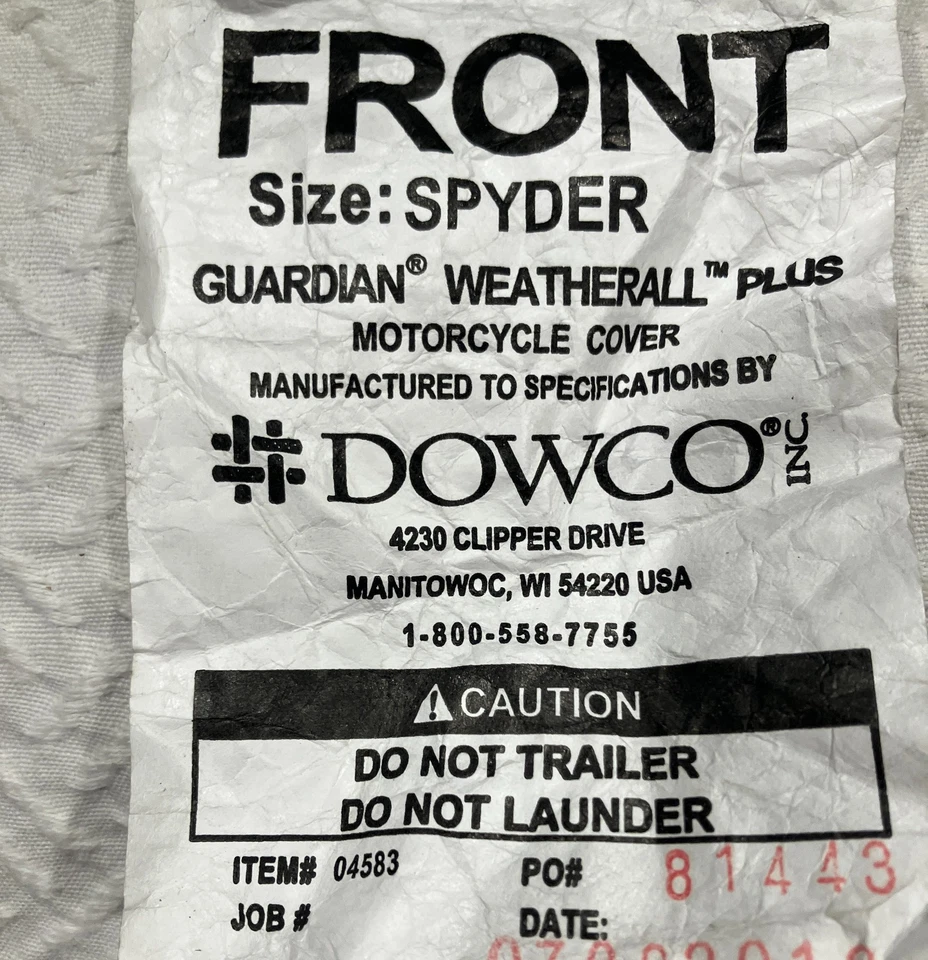 FRONT
Size: SPYDER
GUARDIAN® WEATHERALL™ PLUS
MOTORCYCLE COVER
MANUFACTURED TO SPECIFICATIONS BY
DOWCO® INC
4230 CLIPPER DRIVE
MANITOWOC, WI 54220 USA
1-800-558-7755
CAUTION
DO NOT TRAILER
DO NOT LAUNDER
ITEM# 04583 PO# 81443
JOB # DATE: